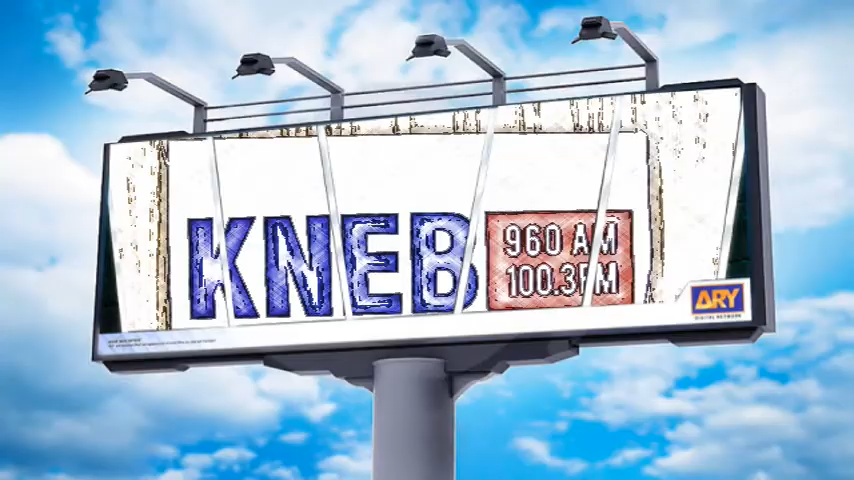 KNEB
960 AM
100.3FM
ARY
DIGITAL NETWORK